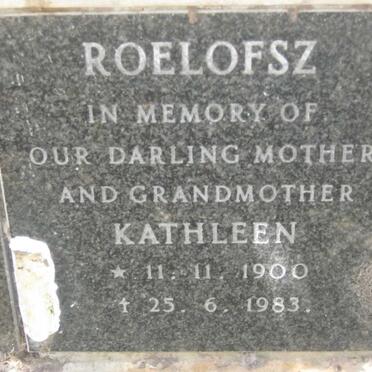 ROELOFSZ
IN MEMORY OF
OUR DARLING MOTHER
AND GRANDMOTHER
KATHLEEN
★ 11. 11. 1900
† 25. 6. 1983.